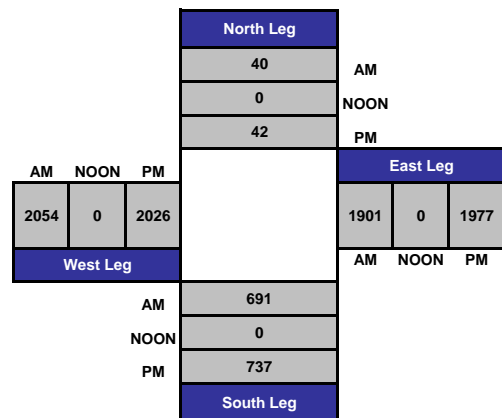 North Leg
40
AM
0
NOON
42
PM
AM NOON PM
East Leg
2054 0 2026
1901 0 1977
West Leg
AM NOON PM
AM
691
NOON
0
PM
737
South Leg